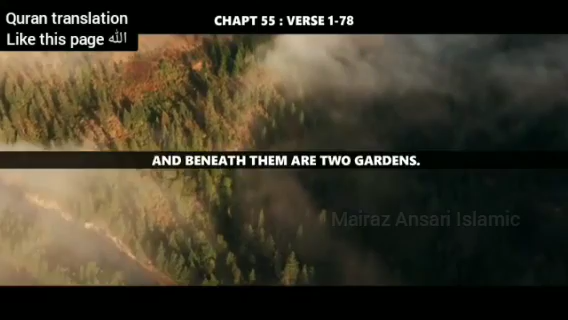 Quran translation
Like this page ﷲ
CHAPT 55 : VERSE 1-78
AND BENEATH THEM ARE TWO GARDENS.
Mairaz Ansari Islamic